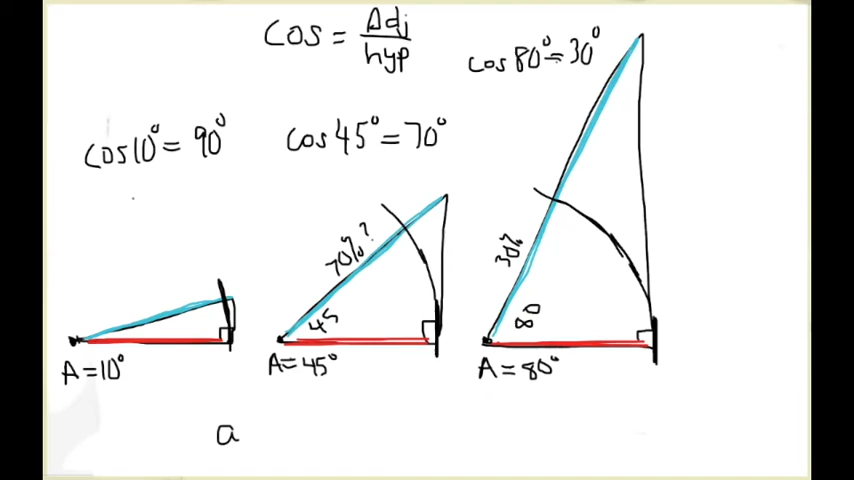 Cos = Adj/hyp
cos 80° = 30°
cos 10° = 90°
cos 45° = 70°
70%?
30%
45
80
A = 10°
A = 45°
A = 80°
a